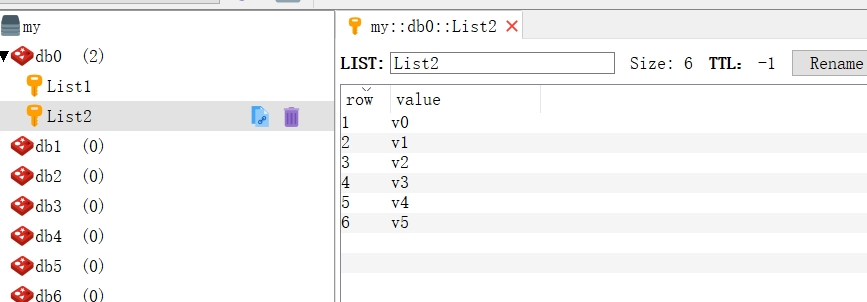 my
db0 (2)
List1
List2
db1 (0)
db2 (0)
db3 (0)
db4 (0)
db5 (0)
db6 (0)
my::db0::List2
LIST: List2 Size: 6 TTL: -1 Rename
row value
1 v0
2 v1
3 v2
4 v3
5 v4
6 v5